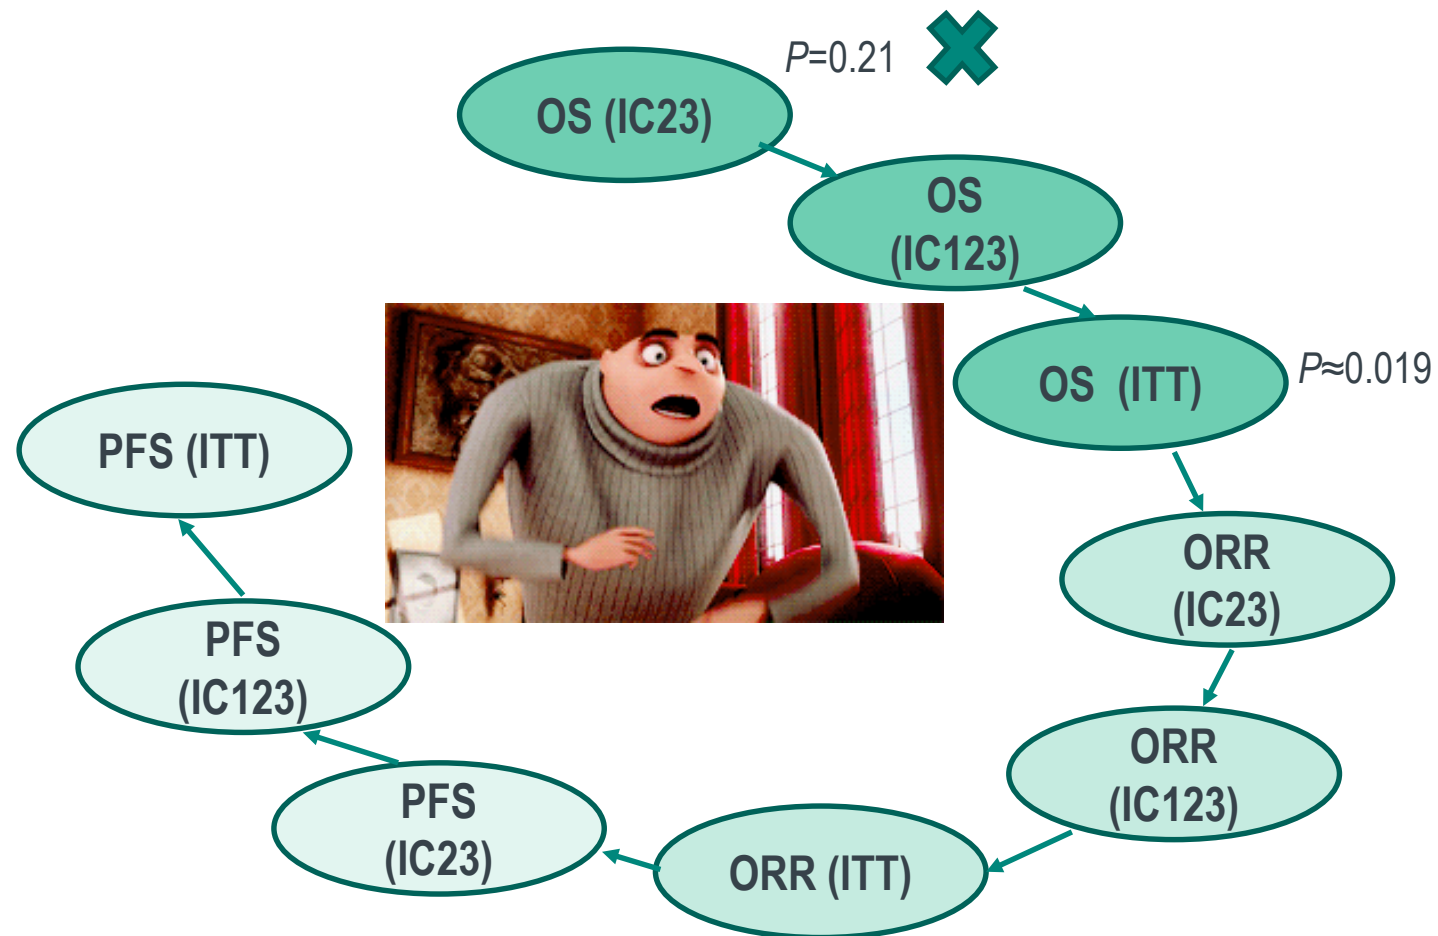 P=0.21
OS (IC23)
OS
(IC123)
OS (ITT)
P≈0.019
ORR
(IC23)
ORR
(IC123)
ORR (ITT)
PFS
(IC23)
PFS
(IC123)
PFS (ITT)